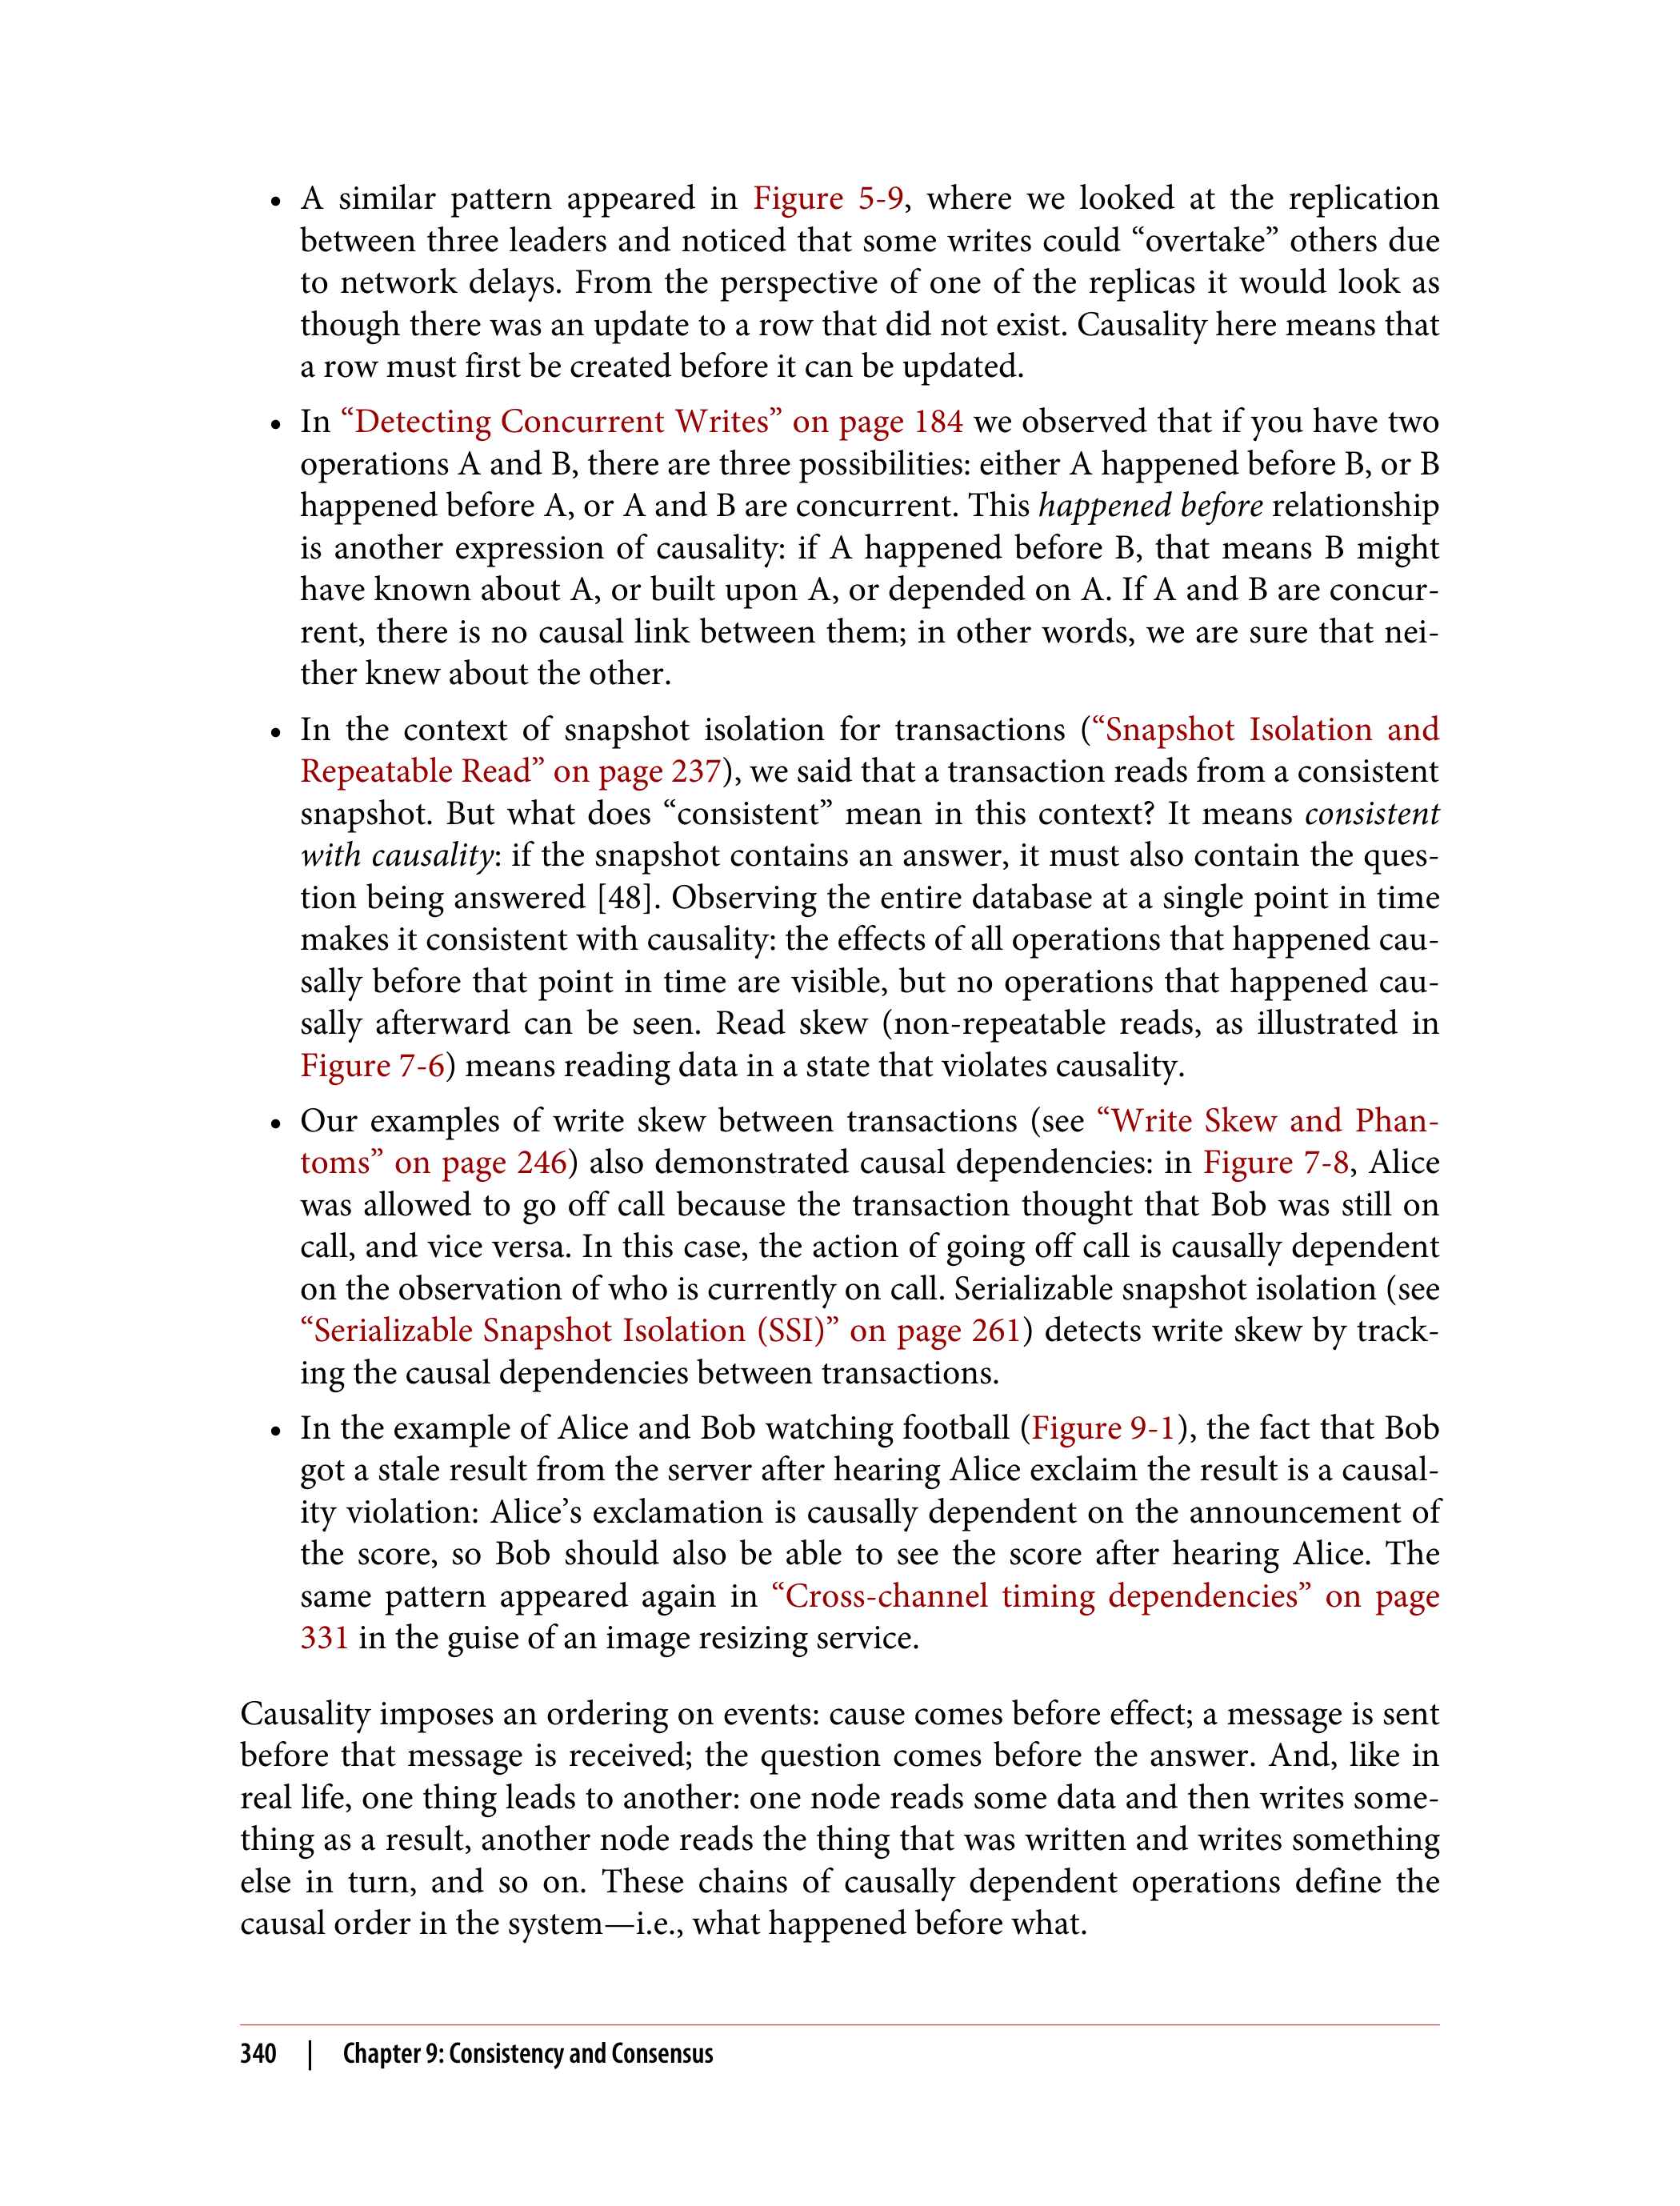 • A similar pattern appeared in Figure 5-9, where we looked at the replication
between three leaders and noticed that some writes could “overtake” others due
to network delays. From the perspective of one of the replicas it would look as
though there was an update to a row that did not exist. Causality here means that
a row must first be created before it can be updated.
• In “Detecting Concurrent Writes” on page 184 we observed that if you have two
operations A and B, there are three possibilities: either A happened before B, or B
happened before A, or A and B are concurrent. This happened before relationship
is another expression of causality: if A happened before B, that means B might
have known about A, or built upon A, or depended on A. If A and B are concur-
rent, there is no causal link between them; in other words, we are sure that nei-
ther knew about the other.
• In the context of snapshot isolation for transactions (“Snapshot Isolation and
Repeatable Read” on page 237), we said that a transaction reads from a consistent
snapshot. But what does “consistent” mean in this context? It means consistent
with causality: if the snapshot contains an answer, it must also contain the ques-
tion being answered [48]. Observing the entire database at a single point in time
makes it consistent with causality: the effects of all operations that happened cau-
sally before that point in time are visible, but no operations that happened cau-
sally afterward can be seen. Read skew (non-repeatable reads, as illustrated in
Figure 7-6) means reading data in a state that violates causality.
• Our examples of write skew between transactions (see “Write Skew and Phan-
toms” on page 246) also demonstrated causal dependencies: in Figure 7-8, Alice
was allowed to go off call because the transaction thought that Bob was still on
call, and vice versa. In this case, the action of going off call is causally dependent
on the observation of who is currently on call. Serializable snapshot isolation (see
“Serializable Snapshot Isolation (SSI)” on page 261) detects write skew by track-
ing the causal dependencies between transactions.
• In the example of Alice and Bob watching football (Figure 9-1), the fact that Bob
got a stale result from the server after hearing Alice exclaim the result is a causal-
ity violation: Alice’s exclamation is causally dependent on the announcement of
the score, so Bob should also be able to see the score after hearing Alice. The
same pattern appeared again in “Cross-channel timing dependencies” on page
331 in the guise of an image resizing service.
Causality imposes an ordering on events: cause comes before effect; a message is sent
before that message is received; the question comes before the answer. And, like in
real life, one thing leads to another: one node reads some data and then writes some-
thing as a result, another node reads the thing that was written and writes something
else in turn, and so on. These chains of causally dependent operations define the
causal order in the system—i.e., what happened before what.
340 | Chapter 9: Consistency and Consensus